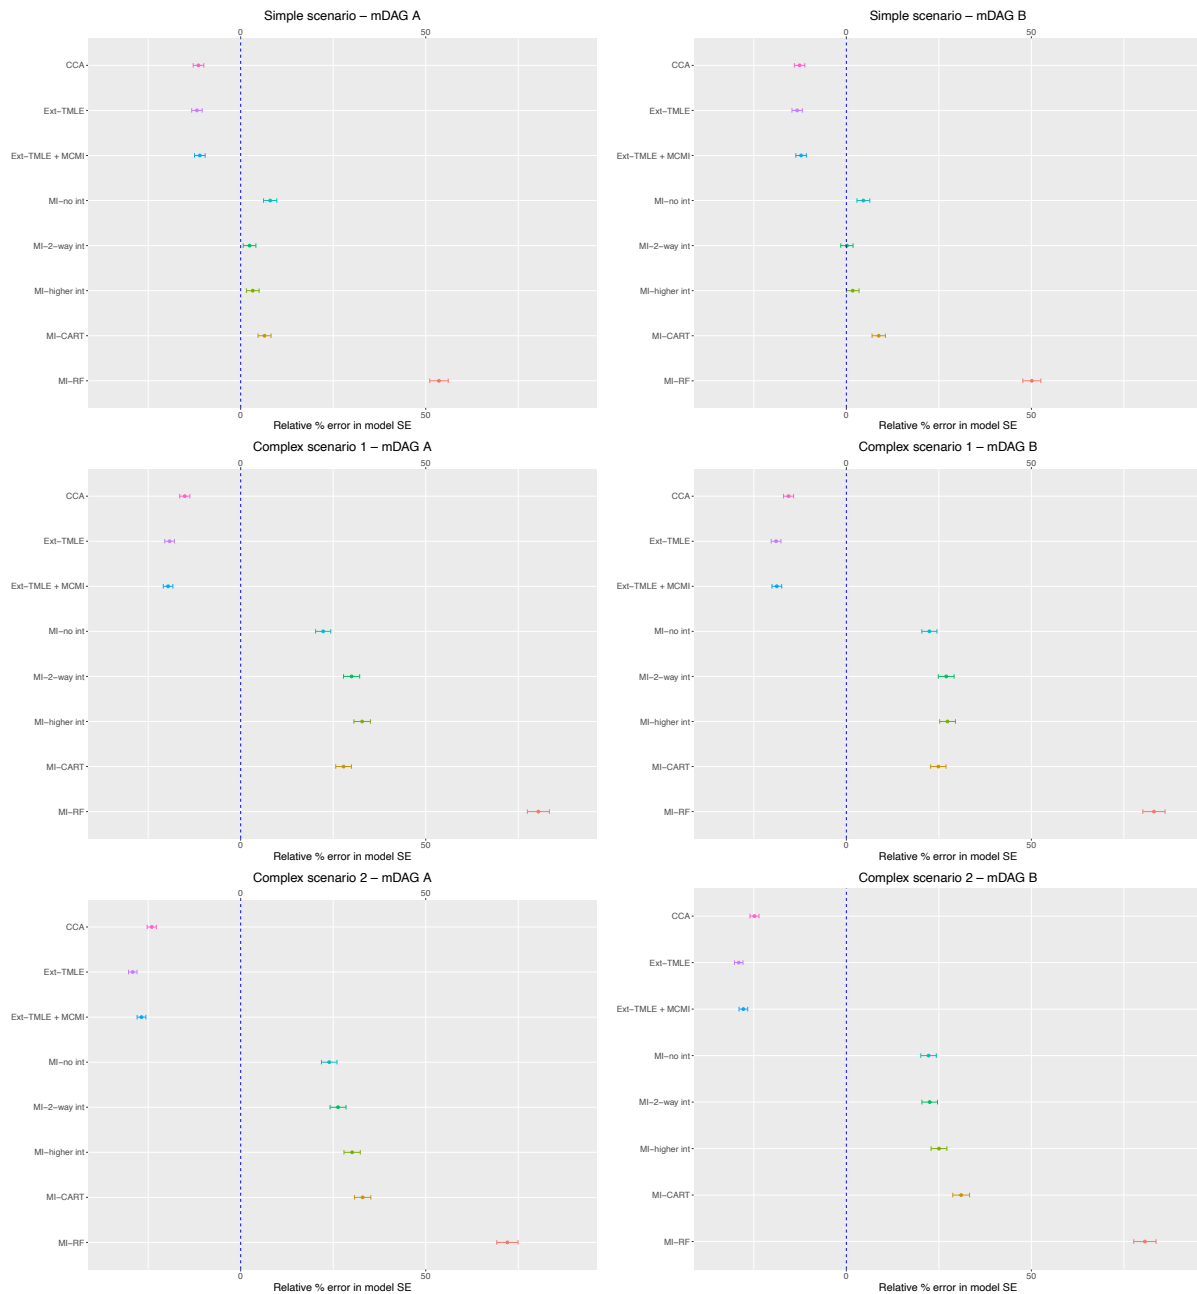 Simple scenario – mDAG A
0 50
CCA
Ext−TMLE
Ext−TMLE + MCMI
MI−no int
MI−2−way int
MI−higher int
MI−CART
MI−RF
0 50
Relative % error in model SE
Simple scenario – mDAG B
0 50
CCA
Ext−TMLE
Ext−TMLE + MCMI
MI−no int
MI−2−way int
MI−higher int
MI−CART
MI−RF
0 50
Relative % error in model SE
Complex scenario 1 – mDAG A
0 50
CCA
Ext−TMLE
Ext−TMLE + MCMI
MI−no int
MI−2−way int
MI−higher int
MI−CART
MI−RF
0 50
Relative % error in model SE
Complex scenario 1 – mDAG B
0 50
CCA
Ext−TMLE
Ext−TMLE + MCMI
MI−no int
MI−2−way int
MI−higher int
MI−CART
MI−RF
0 50
Relative % error in model SE
Complex scenario 2 – mDAG A
0 50
CCA
Ext−TMLE
Ext−TMLE + MCMI
MI−no int
MI−2−way int
MI−higher int
MI−CART
MI−RF
0 50
Relative % error in model SE
Complex scenario 2 – mDAG B
CCA
Ext−TMLE
Ext−TMLE + MCMI
MI−no int
MI−2−way int
MI−higher int
MI−CART
MI−RF
0 50
Relative % error in model SE